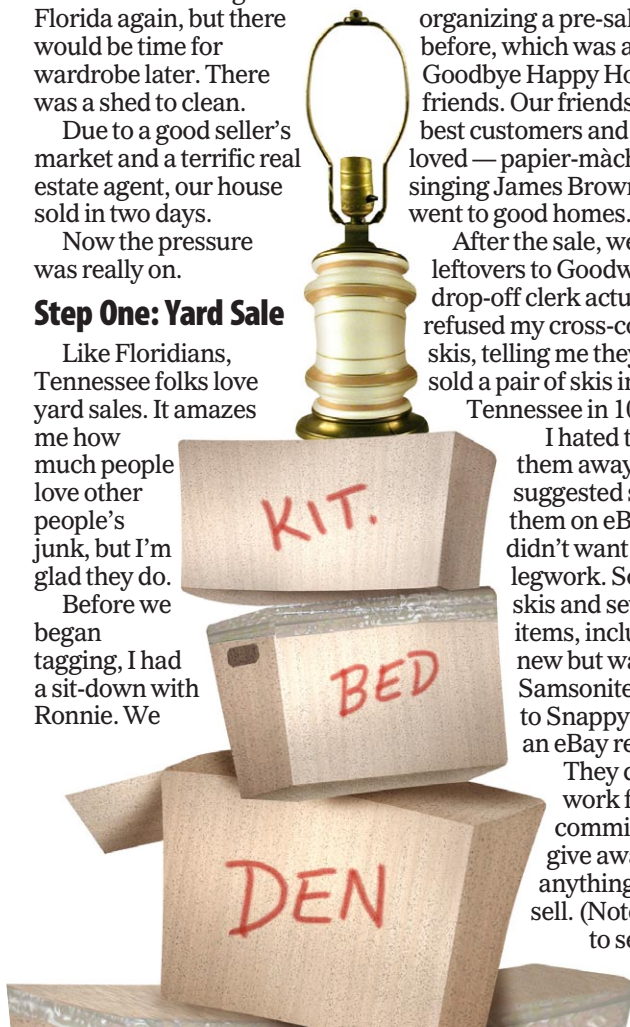 Florida again, but there
would be time for
wardrobe later. There
was a shed to clean.
Due to a good seller's
market and a terrific real
estate agent, our house
sold in two days.
Now the pressure
was really on.
Step One: Yard Sale
Like Floridians,
Tennessee folks love
yard sales. It amazes
me how
much people
love other
people's
junk, but I'm
glad they do.
Before we
began
tagging, I had
a sit-down with
Ronnie. We
organizing a pre-sal
before, which was a
Goodbye Happy Ho
friends. Our friends
best customers and
loved — papier-màch
singing James Brown
went to good homes.
After the sale, we
leftovers to Goodw
drop-off clerk actu
refused my cross-co
skis, telling me they
sold a pair of skis in
Tennessee in 10
I hated t
them away
suggested s
them on eB
didn't want
legwork. So
skis and sev
items, inclu
new but wa
Samsonite
to Snappy
an eBay re
They d
work f
commi
give awa
anything
sell. (Note
to se
KIT.
BED
DEN